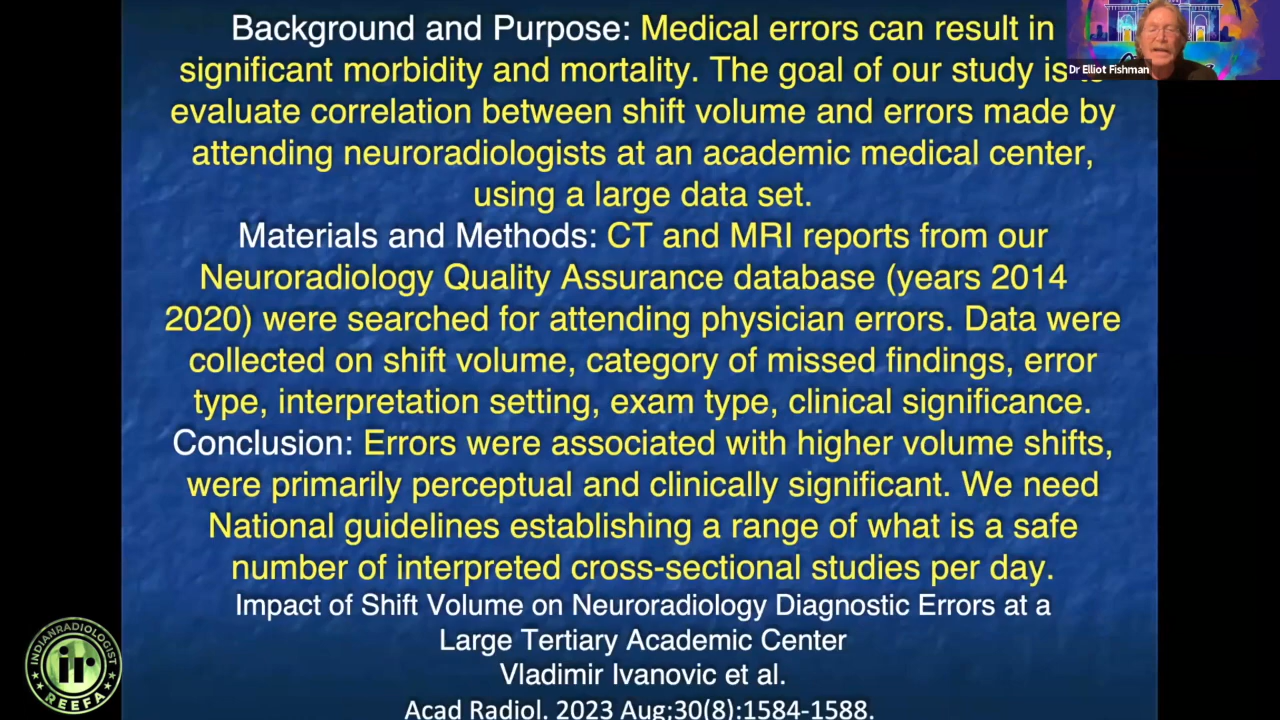 Background and Purpose: Medical errors can result in
significant morbidity and mortality. The goal of our study is
evaluate correlation between shift volume and errors made by
attending neuroradiologists at an academic medical center,
using a large data set.
Materials and Methods: CT and MRI reports from our
Neuroradiology Quality Assurance database (years 2014
2020) were searched for attending physician errors. Data were
collected on shift volume, category of missed findings, error
type, interpretation setting, exam type, clinical significance.
Conclusion: Errors were associated with higher volume shifts,
were primarily perceptual and clinically significant. We need
National guidelines establishing a range of what is a safe
number of interpreted cross-sectional studies per day.
Impact of Shift Volume on Neuroradiology Diagnostic Errors at a
Large Tertiary Academic Center
Vladimir Ivanovic et al.
Acad Radiol. 2023 Aug;30(8):1584-1588.
Dr Elliot Fishman
INDIANRADIOLOGIST
ir
REEFA